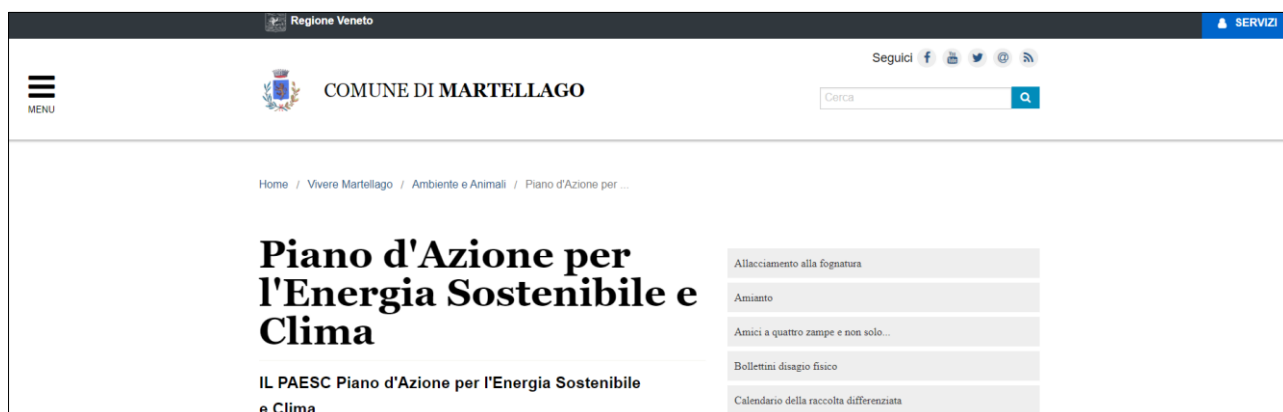 Regione Veneto
SERVIZI
Seguici
MENU
COMUNE DI MARTELLAGO
Cerca
Home / Vivere Martellago / Ambiente e Animali / Piano d'Azione per ...
Piano d'Azione per
l'Energia Sostenibile e
Clima
IL PAESC Piano d'Azione per l'Energia Sostenibile
e Clima
Allacciamento alla fognatura
Amianto
Amici a quattro zampe e non solo...
Bollettini disagio fisico
Calendario della raccolta differenziata